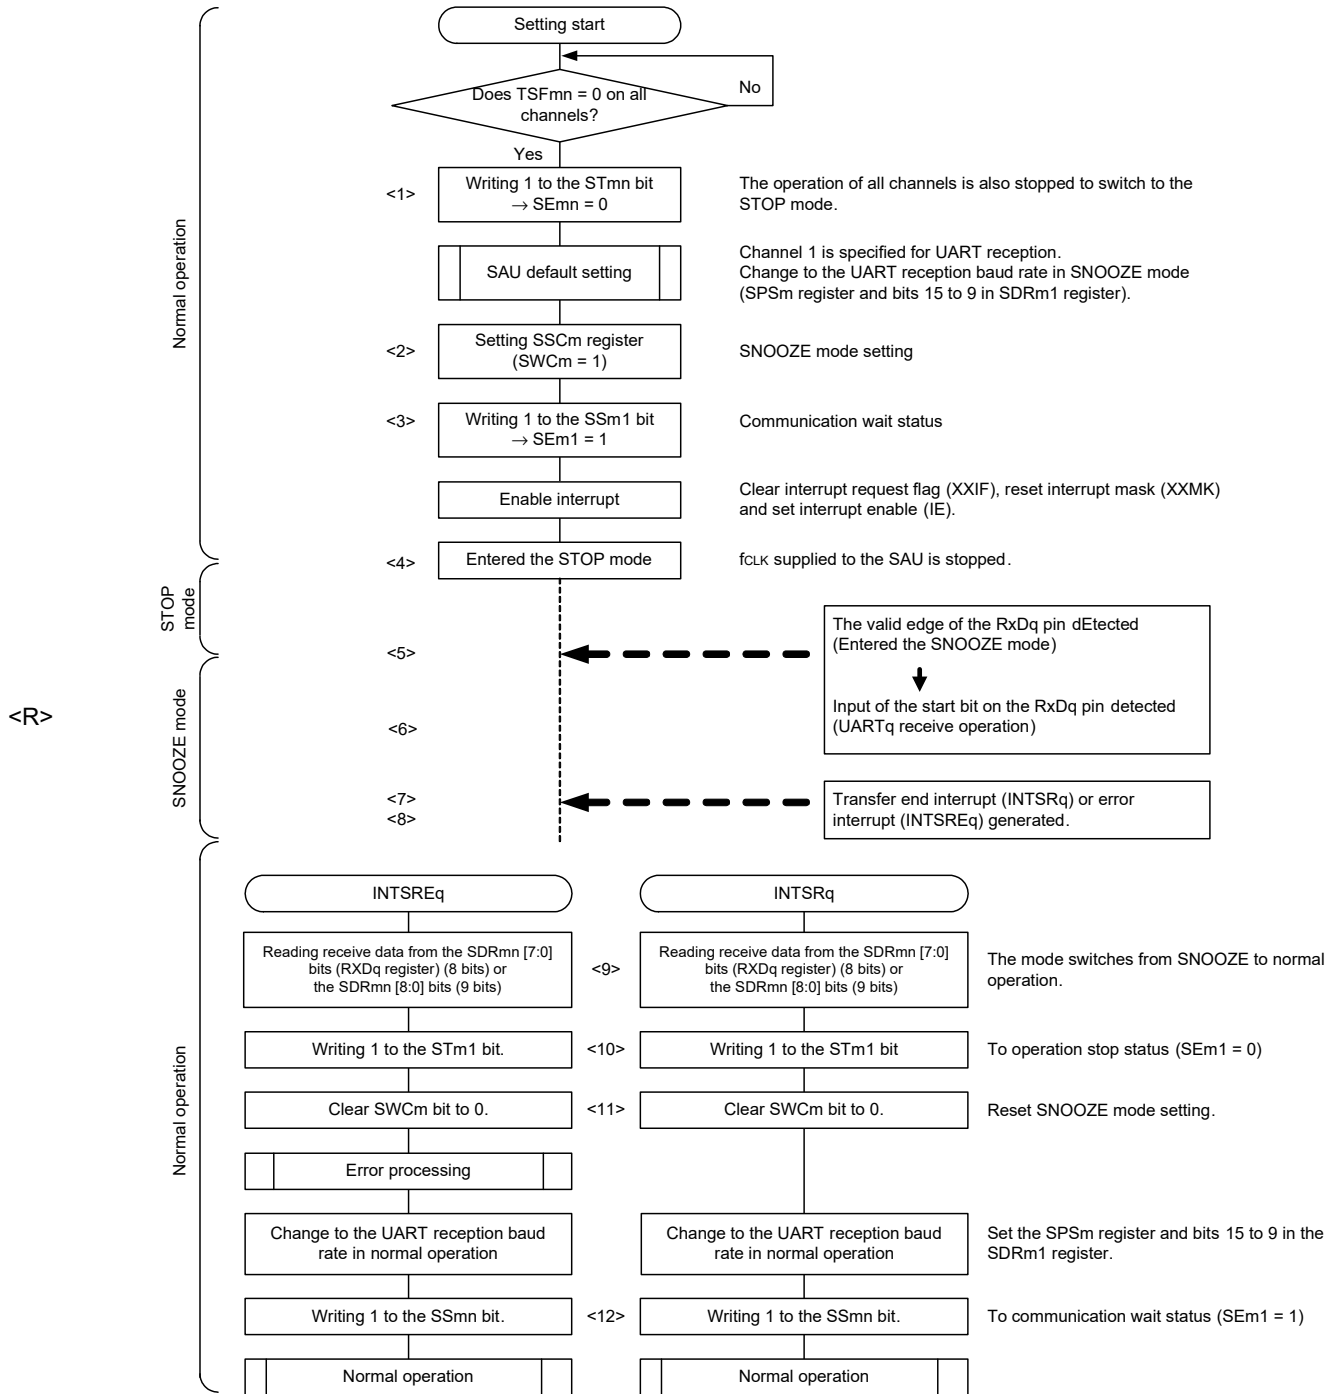 Setting start
Does TSFmn = 0 on all
channels?
No
Yes
<1>
Writing 1 to the STmn bit
→ SEmn = 0
The operation of all channels is also stopped to switch to the
STOP mode.
SAU default setting
Channel 1 is specified for UART reception.
Change to the UART reception baud rate in SNOOZE mode
(SPSm register and bits 15 to 9 in SDRm1 register).
Normal operation
<2>
Setting SSCm register
(SWCm = 1)
SNOOZE mode setting
<3>
Writing 1 to the SSm1 bit
→ SEm1 = 1
Communication wait status
Enable interrupt
Clear interrupt request flag (XXIF), reset interrupt mask (XXMK)
and set interrupt enable (IE).
<4>
Entered the STOP mode
fCLK supplied to the SAU is stopped.
STOP
mode
The valid edge of the RxDq pin dEtected
(Entered the SNOOZE mode)
<5>
Input of the start bit on the RxDq pin detected
(UARTq receive operation)
<R>
SNOOZE mode
<6>
<7>
<8>
Transfer end interrupt (INTSRq) or error
interrupt (INTSREq) generated.
INTSREq
INTSRq
Reading receive data from the SDRmn [7:0]
bits (RXDq register) (8 bits) or
the SDRmn [8:0] bits (9 bits)
<9>
Reading receive data from the SDRmn [7:0]
bits (RXDq register) (8 bits) or
the SDRmn [8:0] bits (9 bits)
The mode switches from SNOOZE to normal
operation.
Writing 1 to the STm1 bit.
<10>
Writing 1 to the STm1 bit
To operation stop status (SEm1 = 0)
Normal operation
Clear SWCm bit to 0.
<11>
Clear SWCm bit to 0.
Reset SNOOZE mode setting.
Error processing
Change to the UART reception baud
rate in normal operation
Change to the UART reception baud
rate in normal operation
Set the SPSm register and bits 15 to 9 in the
SDRm1 register.
Writing 1 to the SSmn bit.
<12>
Writing 1 to the SSmn bit.
To communication wait status (SEm1 = 1)
Normal operation
Normal operation